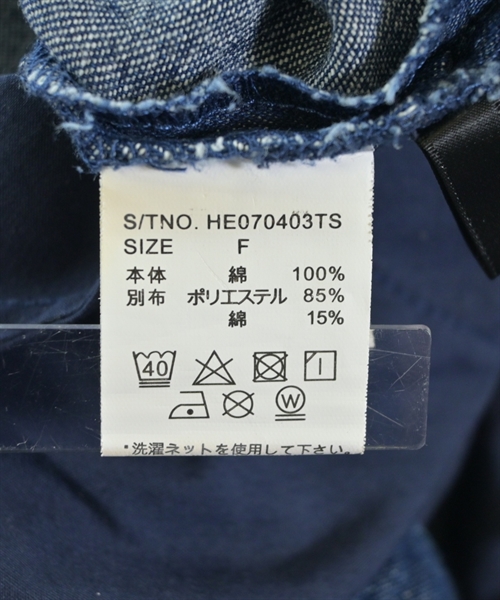 S/TNO. HE070403TS
SIZE F
本体 綿 100%
別布 ポリエステル 85%
綿 15%
40
W
*洗濯ネットを使用して下さい。